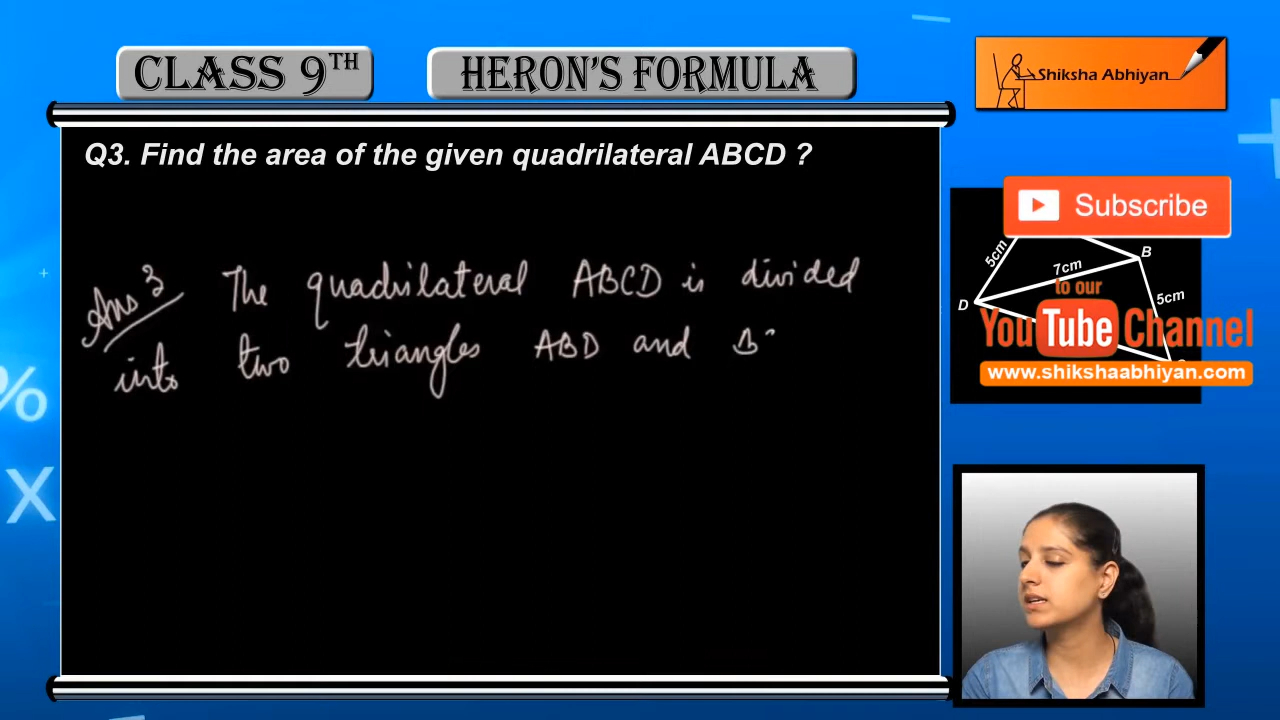 CLASS 9TH
HERON'S FORMULA
Shiksha Abhiyan
Q3. Find the area of the given quadrilateral ABCD ?
Ans 3 The quadrilateral ABCD is divided
into two triangles ABD and B
Subscribe
to our
YouTube Channel
www.shikshaabhiyan.com
5cm
B
7cm
D
5cm
%
X